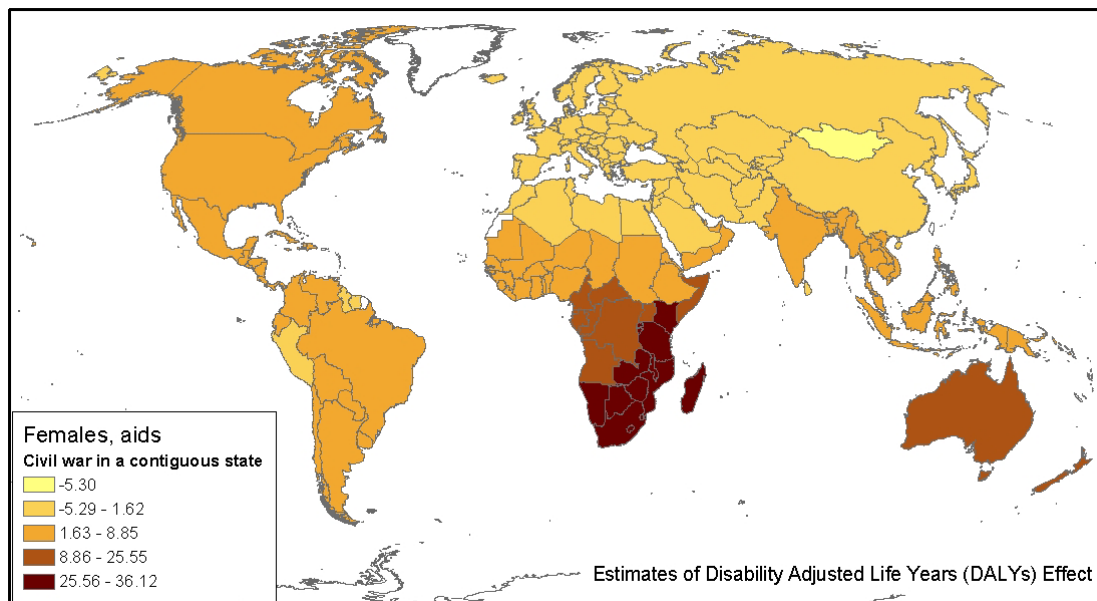 Females, aids
Civil war in a contiguous state
-5.30
-5.29 - 1.62
1.63 - 8.85
8.86 - 25.55
25.56 - 36.12
Estimates of Disability Adjusted Life Years (DALYs) Effect